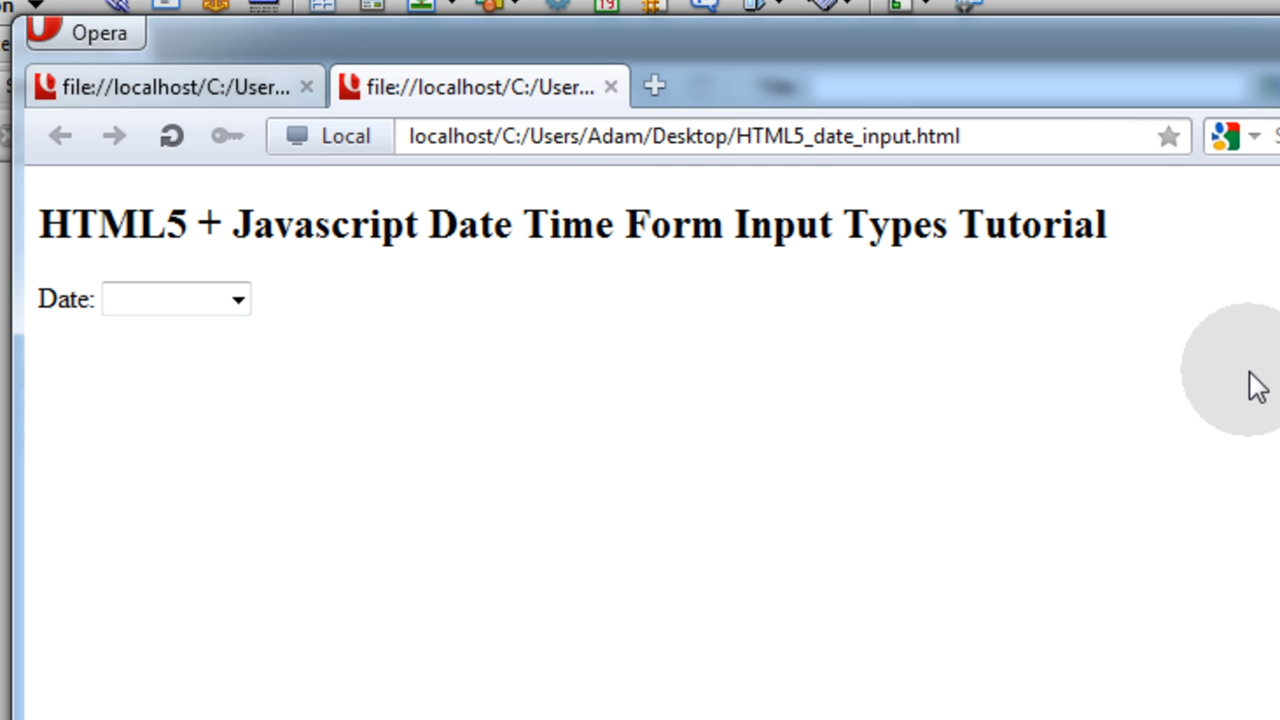 Opera
file://localhost/C:/User... file://localhost/C:/User...
Local localhost/C:/Users/Adam/Desktop/HTML5_date_input.html
HTML5 + Javascript Date Time Form Input Types Tutorial
Date: